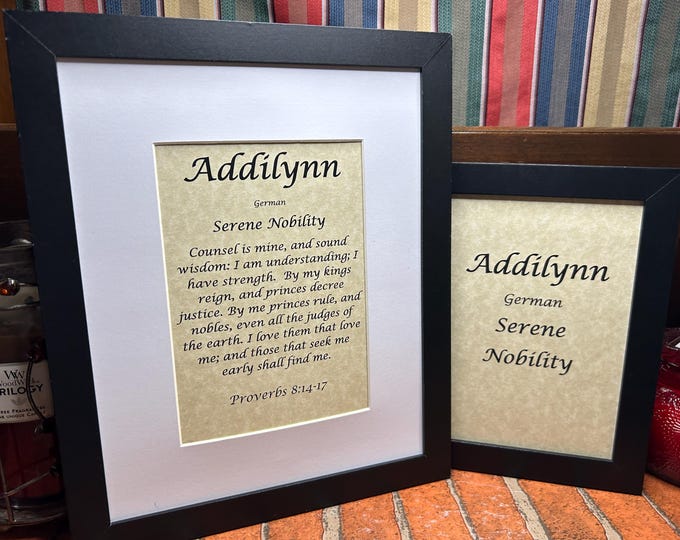 Addilynn
German
Serene Nobility
Counsel is mine, and sound
wisdom: I am understanding; I
have strength. By my kings
reign, and princes decree
justice. By me princes rule, and
nobles, even all the judges of
the earth. I love them that love
me; and those that seek me
early shall find me.
Proverbs 8:14-17
Addilynn
German
Serene
Nobility
WW
TRILOGY